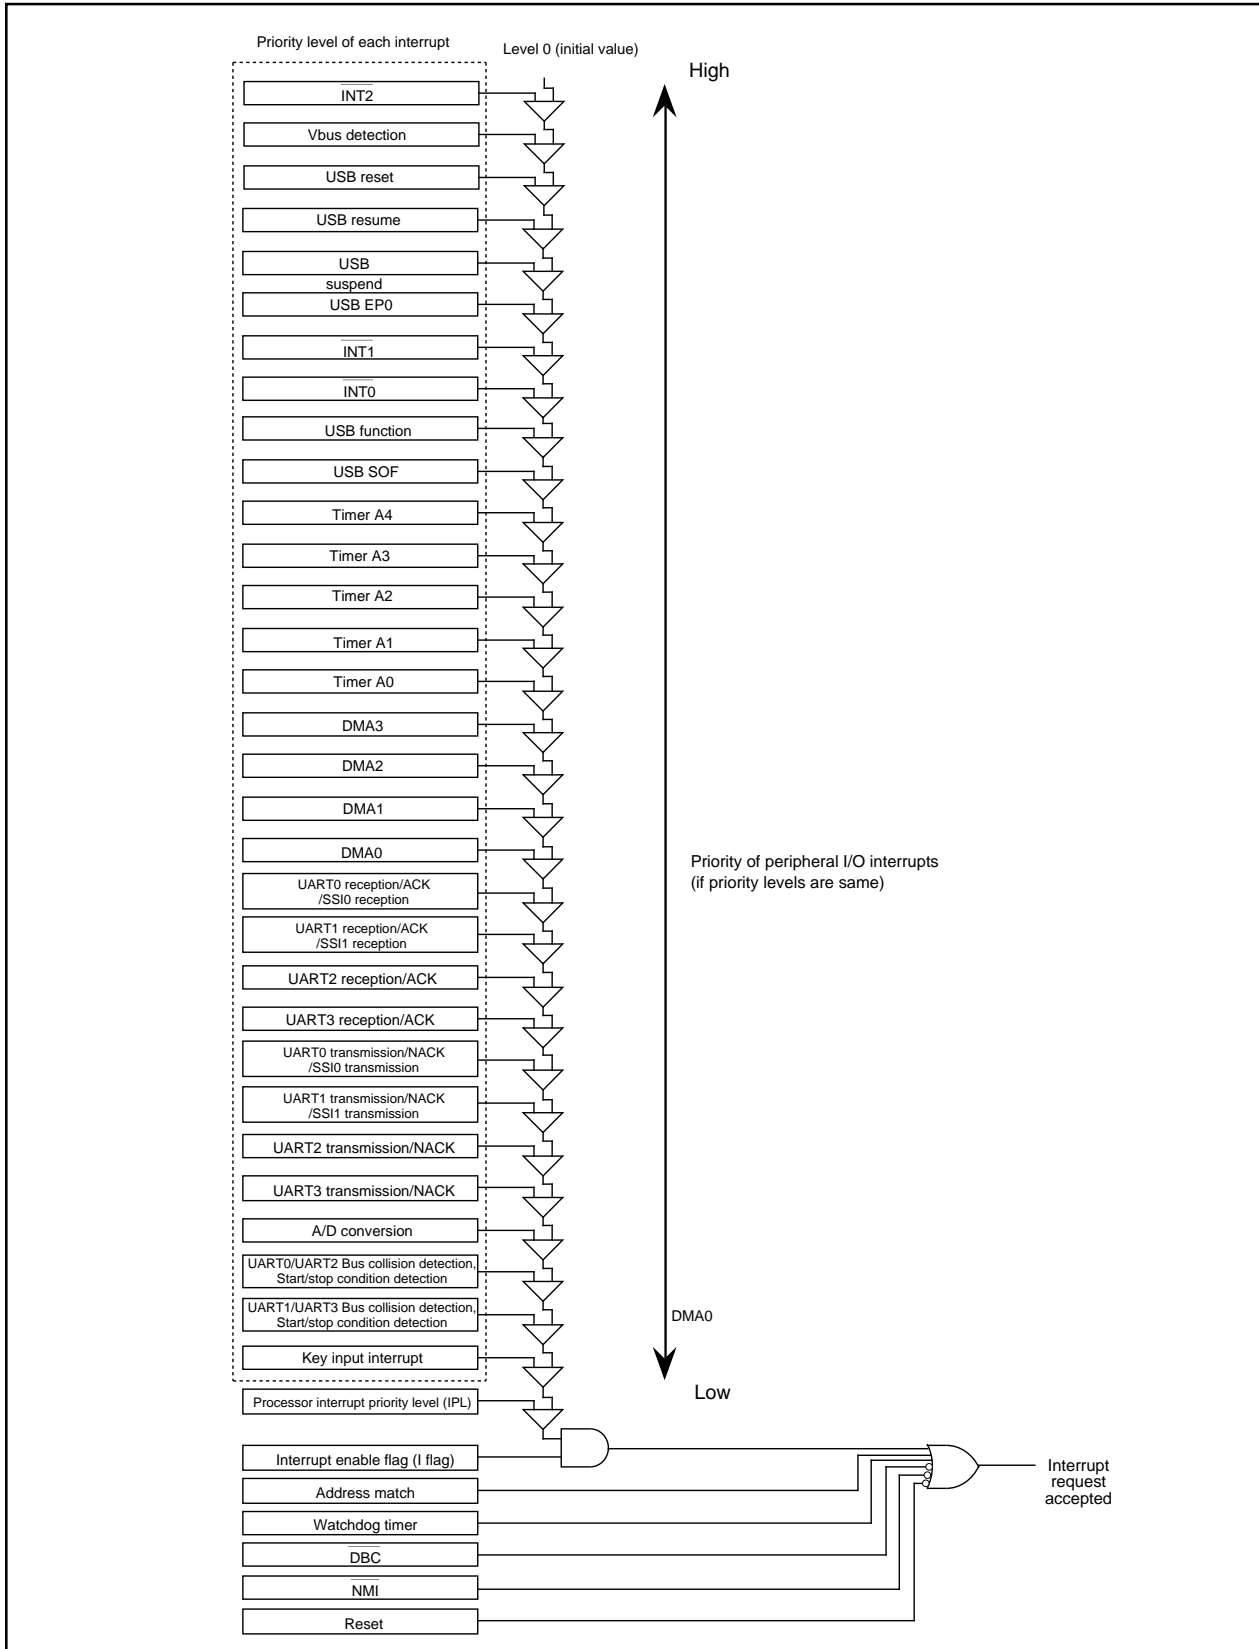 Priority level of each interrupt
Level 0 (initial value)
High
INT2
Vbus detection
USB reset
USB resume
USB
suspend
USB EP0
INT1
INT0
USB function
USB SOF
Timer A4
Timer A3
Timer A2
Timer A1
Timer A0
DMA3
DMA2
DMA1
DMA0
Priority of peripheral I/O interrupts
(if priority levels are same)
UART0 reception/ACK
/SSI0 reception
UART1 reception/ACK
/SSI1 reception
UART2 reception/ACK
UART3 reception/ACK
UART0 transmission/NACK
/SSI0 transmission
UART1 transmission/NACK
/SSI1 transmission
UART2 transmission/NACK
UART3 transmission/NACK
A/D conversion
UART0/UART2 Bus collision detection,
Start/stop condition detection
UART1/UART3 Bus collision detection,
Start/stop condition detection
DMA0
Key input interrupt
Low
Processor interrupt priority level (IPL)
Interrupt enable flag (I flag)
Address match
Watchdog timer
DBC
NMI
Reset
Interrupt
request
accepted